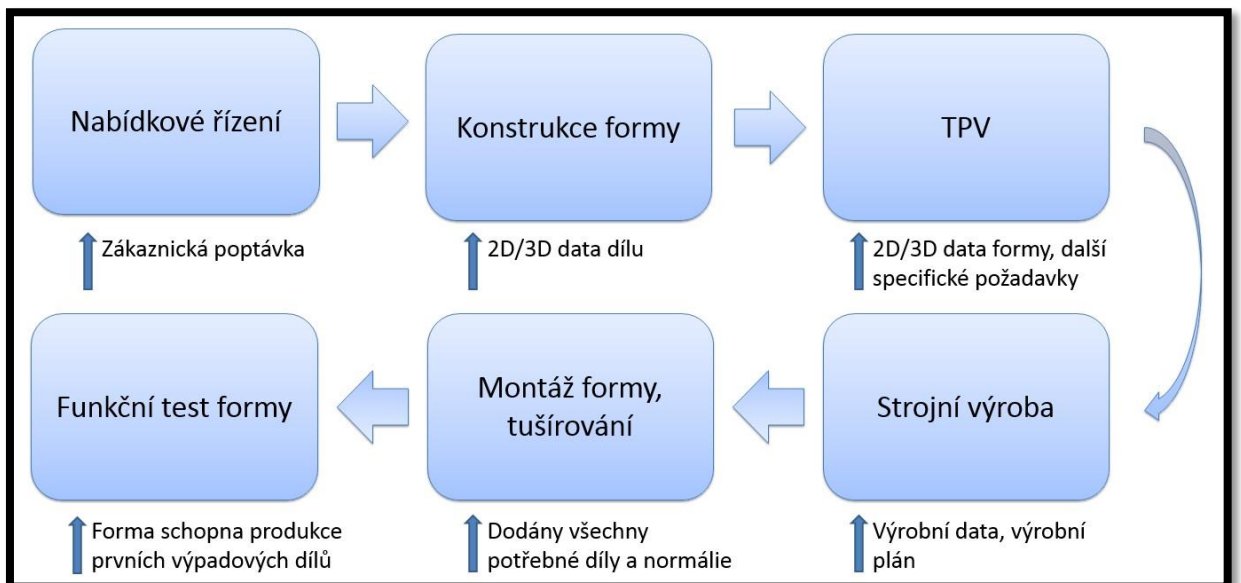 Nabídkové řízení
Konstrukce formy
TPV
Zákaznická poptávka
2D/3D data dílu
2D/3D data formy, další
specifické požadavky
Strojní výroba
Montáž formy,
tušírování
Funkční test formy
Výrobní data, výrobní
plán
Dodány všechny
potřebné díly a normálie
Forma schopna produkce
prvních výpadových dílů